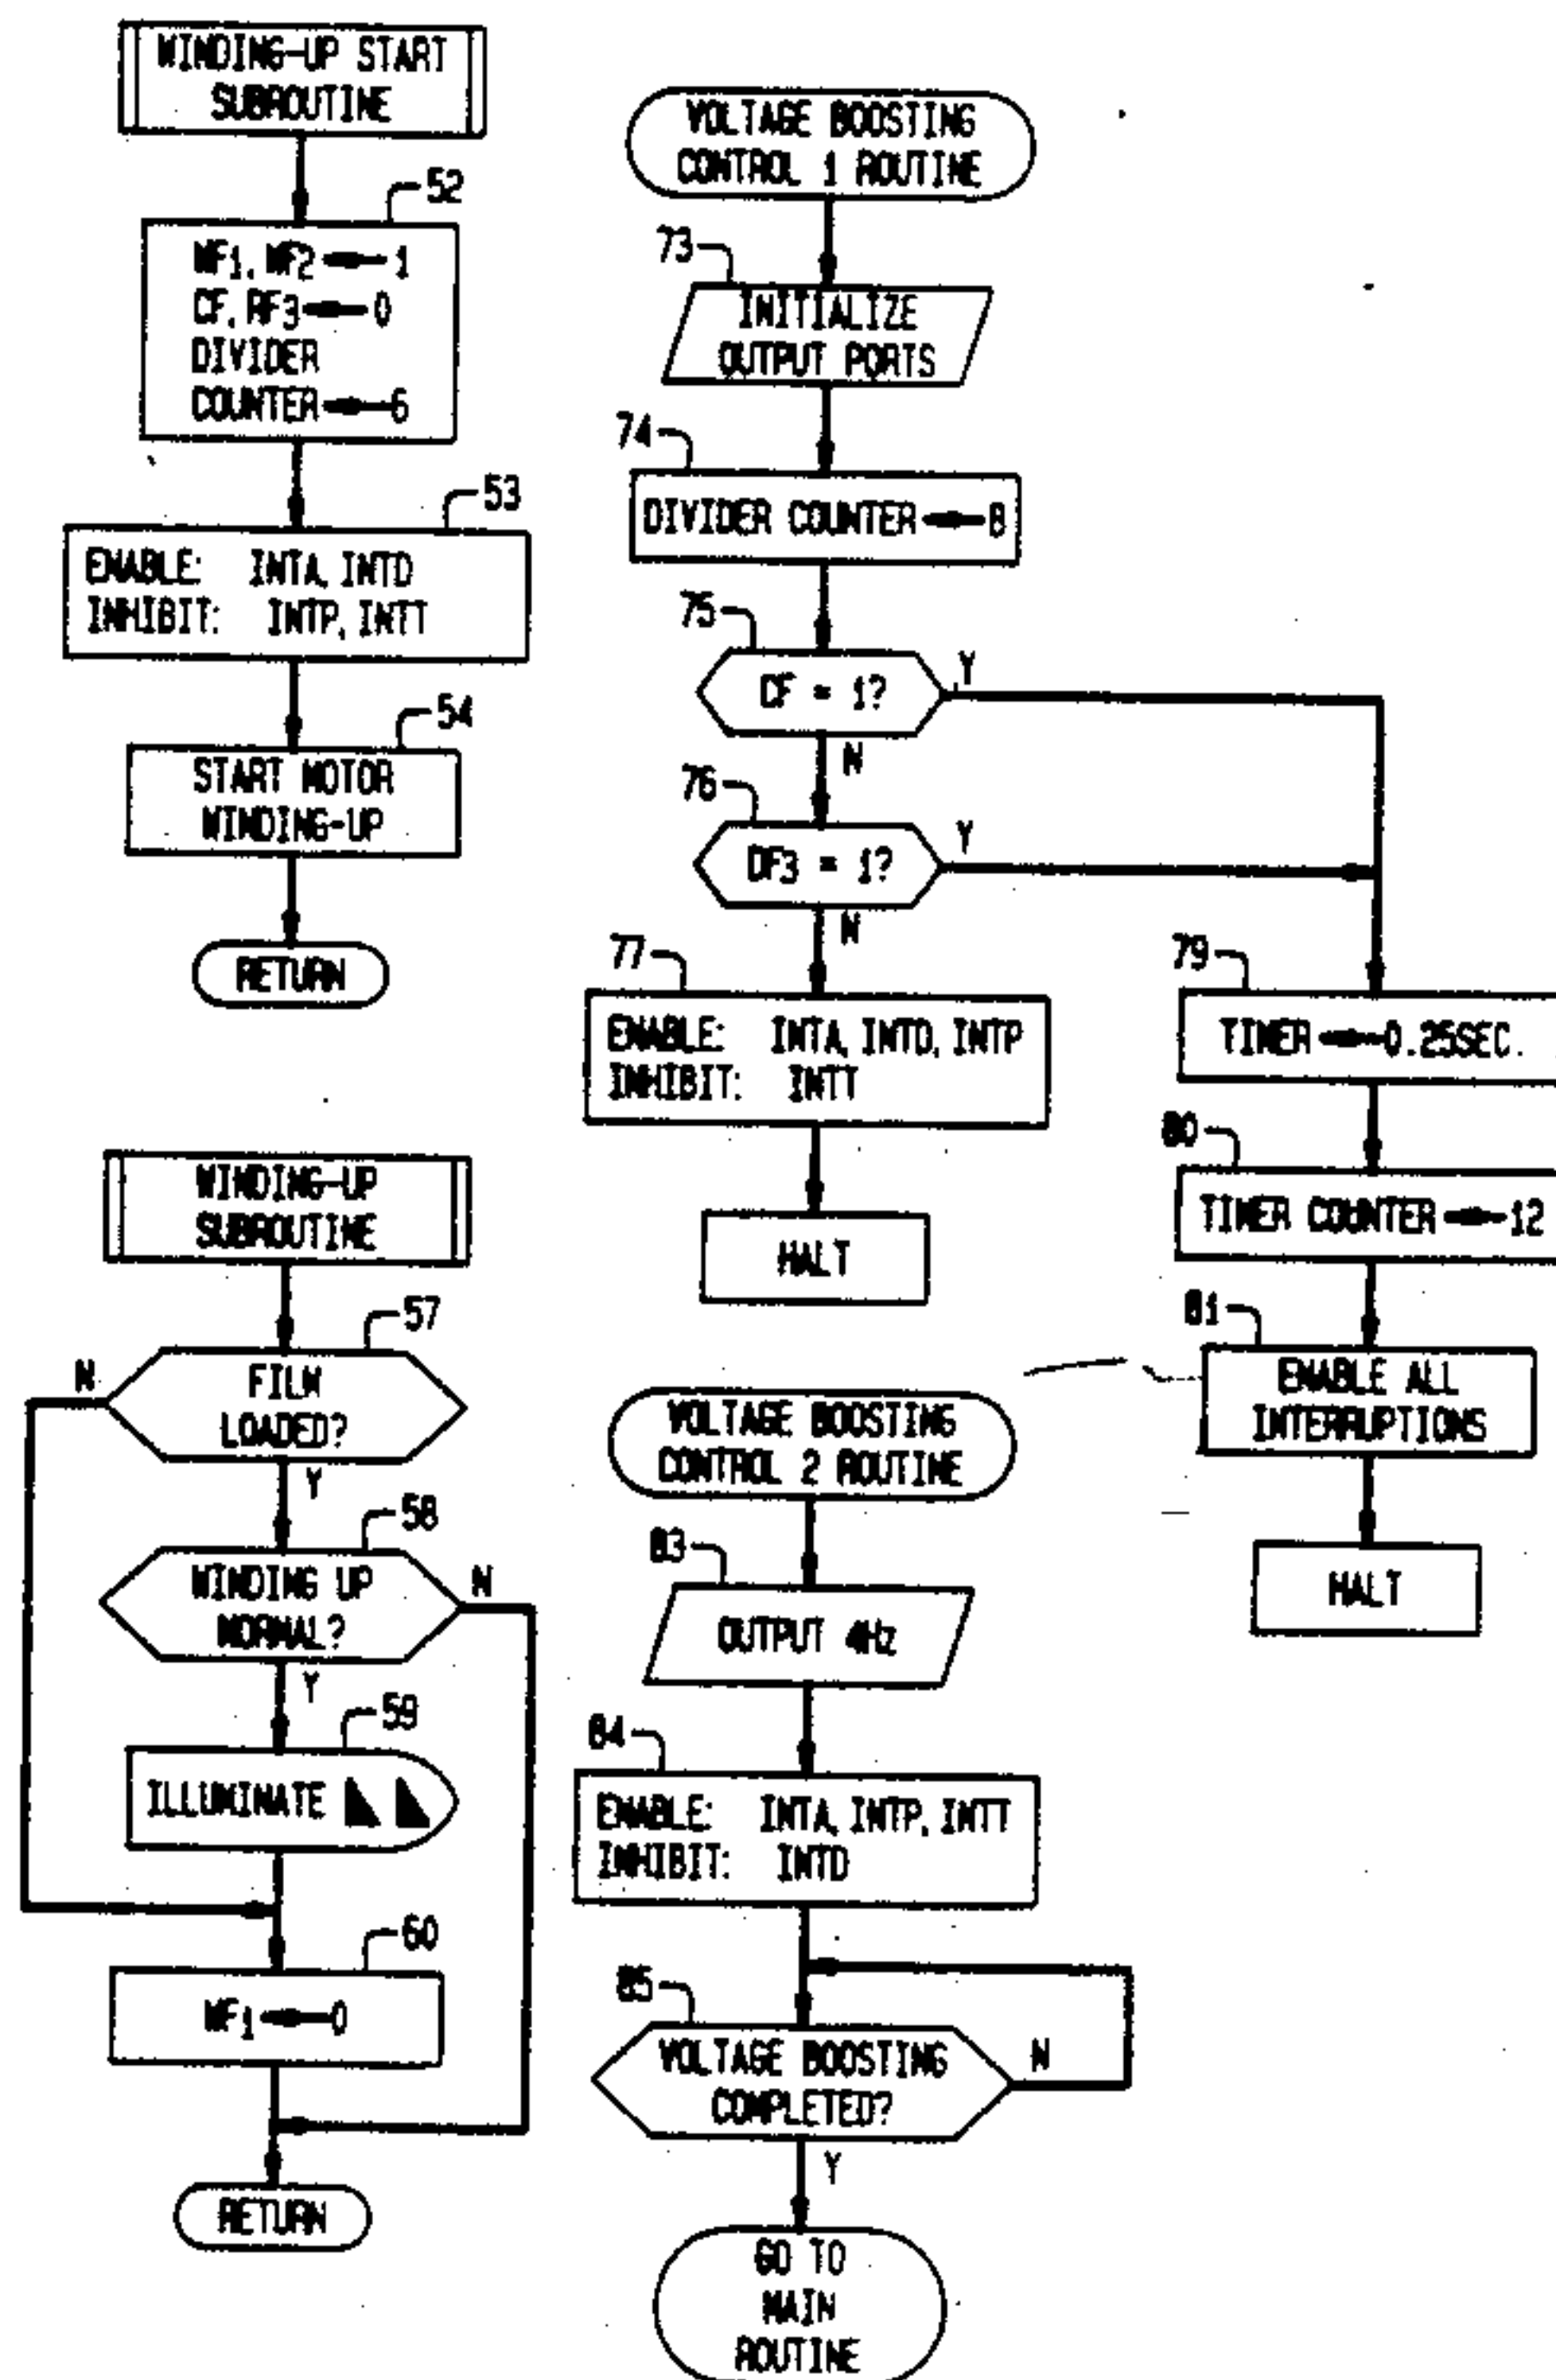 WINDING-UP START
SUBROUTINE
52
WF1, WF2 ← 1
CF, RF3 ← 0
DIVIDER
COUNTER ← 6
53
ENABLE: INTA, INTD
INHIBIT: INTP, INTT
54
START MOTOR
WINDING-UP
RETURN
WINDING-UP
SUBROUTINE
57
FILM
LOADED?
N
Y
58
WINDING UP
NORMAL?
N
Y
59
ILLUMINATE
60
WF1 ← 0
RETURN
VOLTAGE BOOSTING
CONTROL 1 ROUTINE
73
INITIALIZE
OUTPUT PORTS
74
DIVIDER COUNTER ← 8
75
CF = 1?
Y
N
76
DF3 = 1?
Y
N
77
ENABLE: INTA, INTD, INTP
INHIBIT: INTT
HALT
79
TIMER ← 0.25SEC.
80
TIMER COUNTER ← 12
81
ENABLE ALL
INTERRUPTIONS
HALT
VOLTAGE BOOSTING
CONTROL 2 ROUTINE
83
OUTPUT 4Hz
84
ENABLE: INTA, INTP, INTT
INHIBIT: INTD
85
VOLTAGE BOOSTING
COMPLETED?
N
Y
GO TO
MAIN
ROUTINE